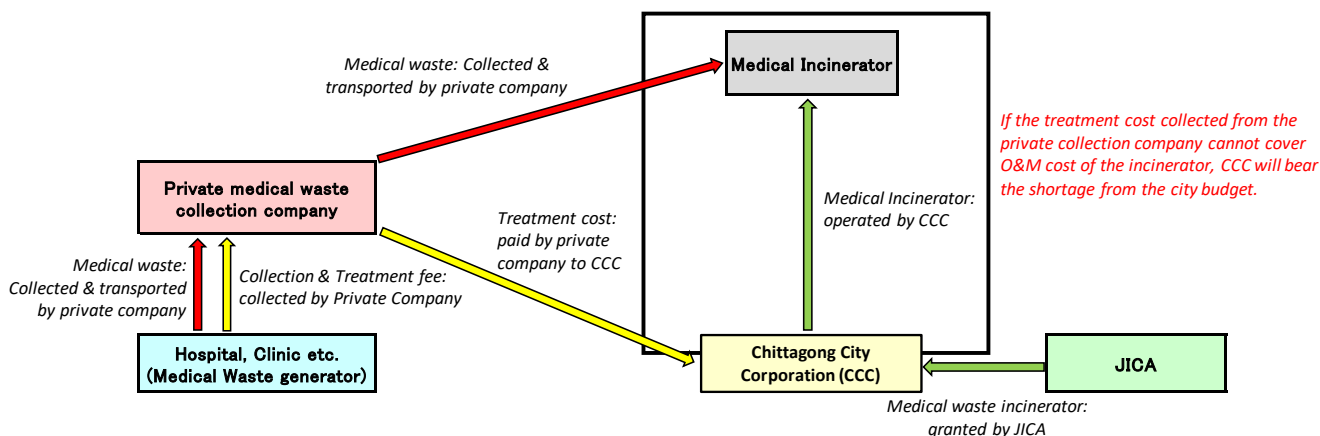 Medical waste: Collected &
transported by private company
Medical Incinerator
If the treatment cost collected from the
private collection company cannot cover
O&M cost of the incinerator, CCC will bear
the shortage from the city budget.
Private medical waste
collection company
Medical Incinerator:
operated by CCC
Treatment cost:
paid by private
company to CCC
Medical waste:
Collected & transported
by private company
Collection & Treatment fee:
collected by Private Company
Hospital, Clinic etc.
(Medical Waste generator)
Chittagong City
Corporation (CCC)
JICA
Medical waste incinerator:
granted by JICA